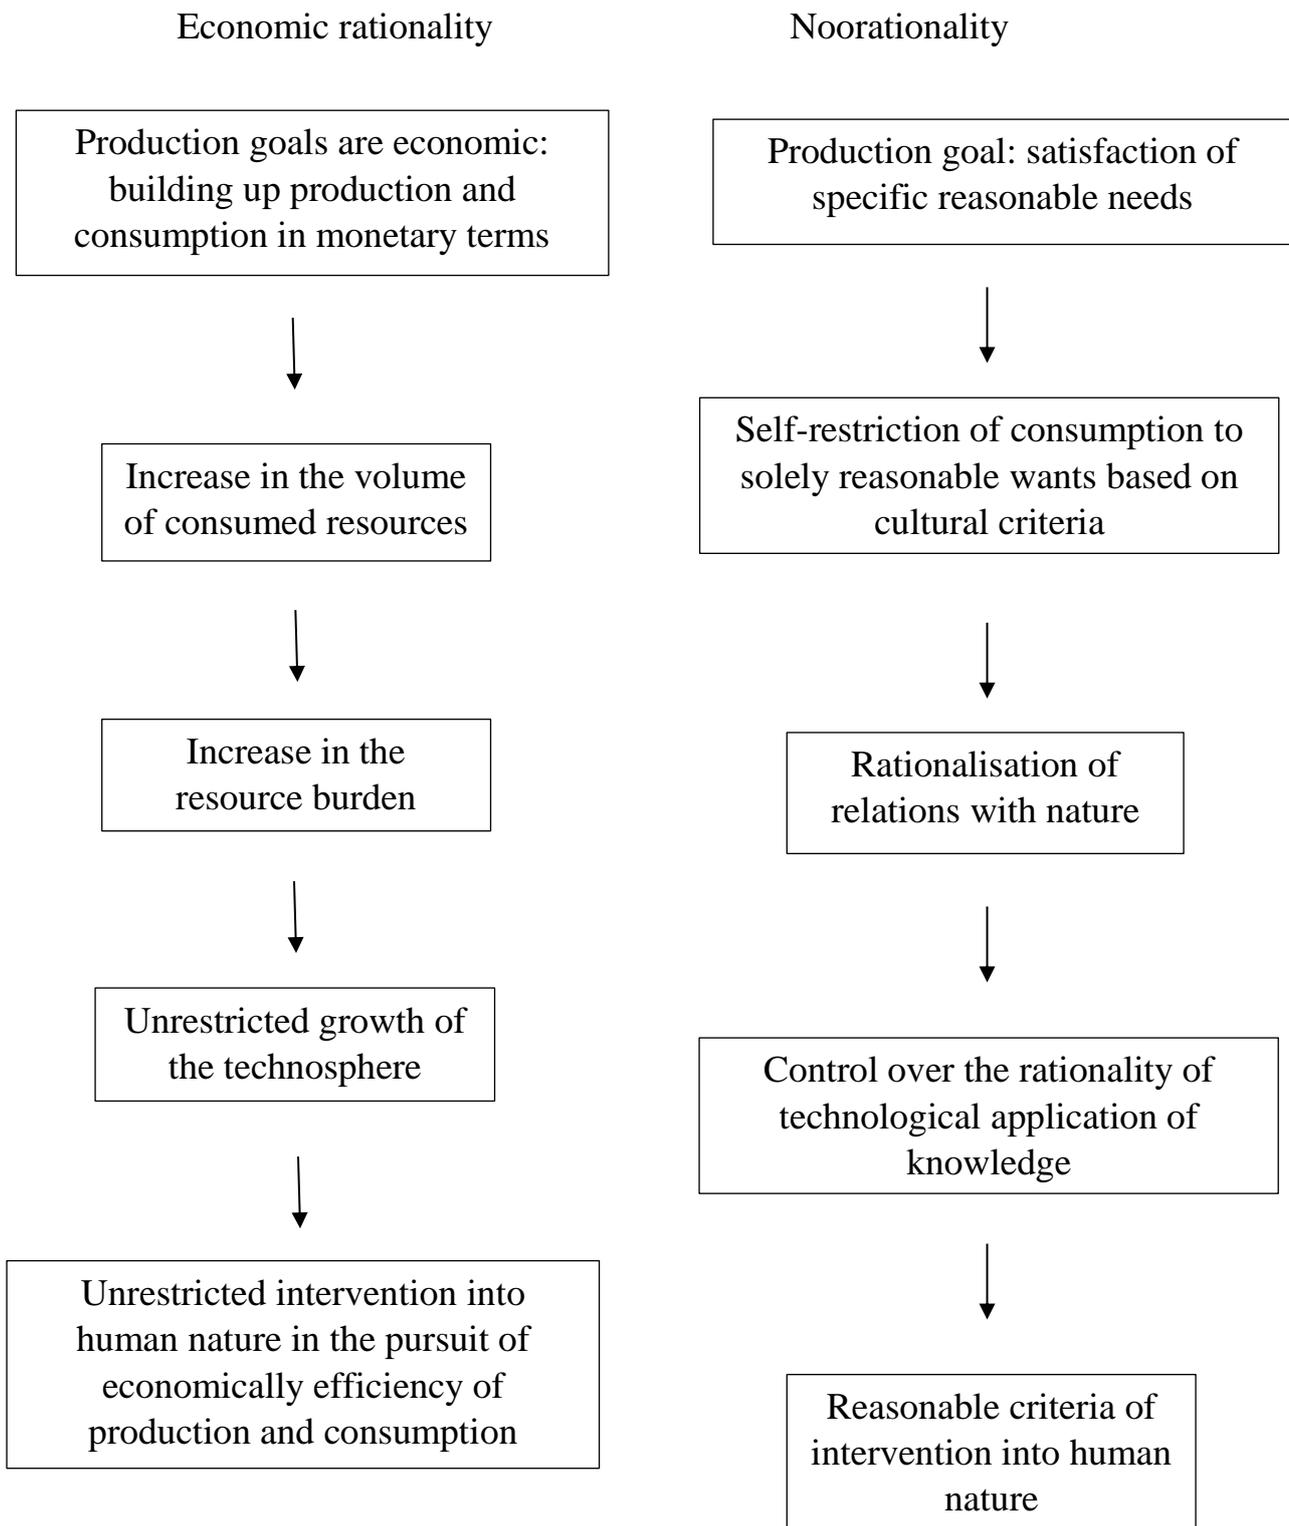 Economic rationality
Production goals are economic:
building up production and
consumption in monetary terms
Increase in the volume
of consumed resources
Increase in the
resource burden
Unrestricted growth of
the technosphere
Unrestricted intervention into
human nature in the pursuit of
economically efficiency of
production and consumption
Noorationality
Production goal: satisfaction of
specific reasonable needs
Self-restriction of consumption to
solely reasonable wants based on
cultural criteria
Rationalisation of
relations with nature
Control over the rationality of
technological application of
knowledge
Reasonable criteria of
intervention into human
nature